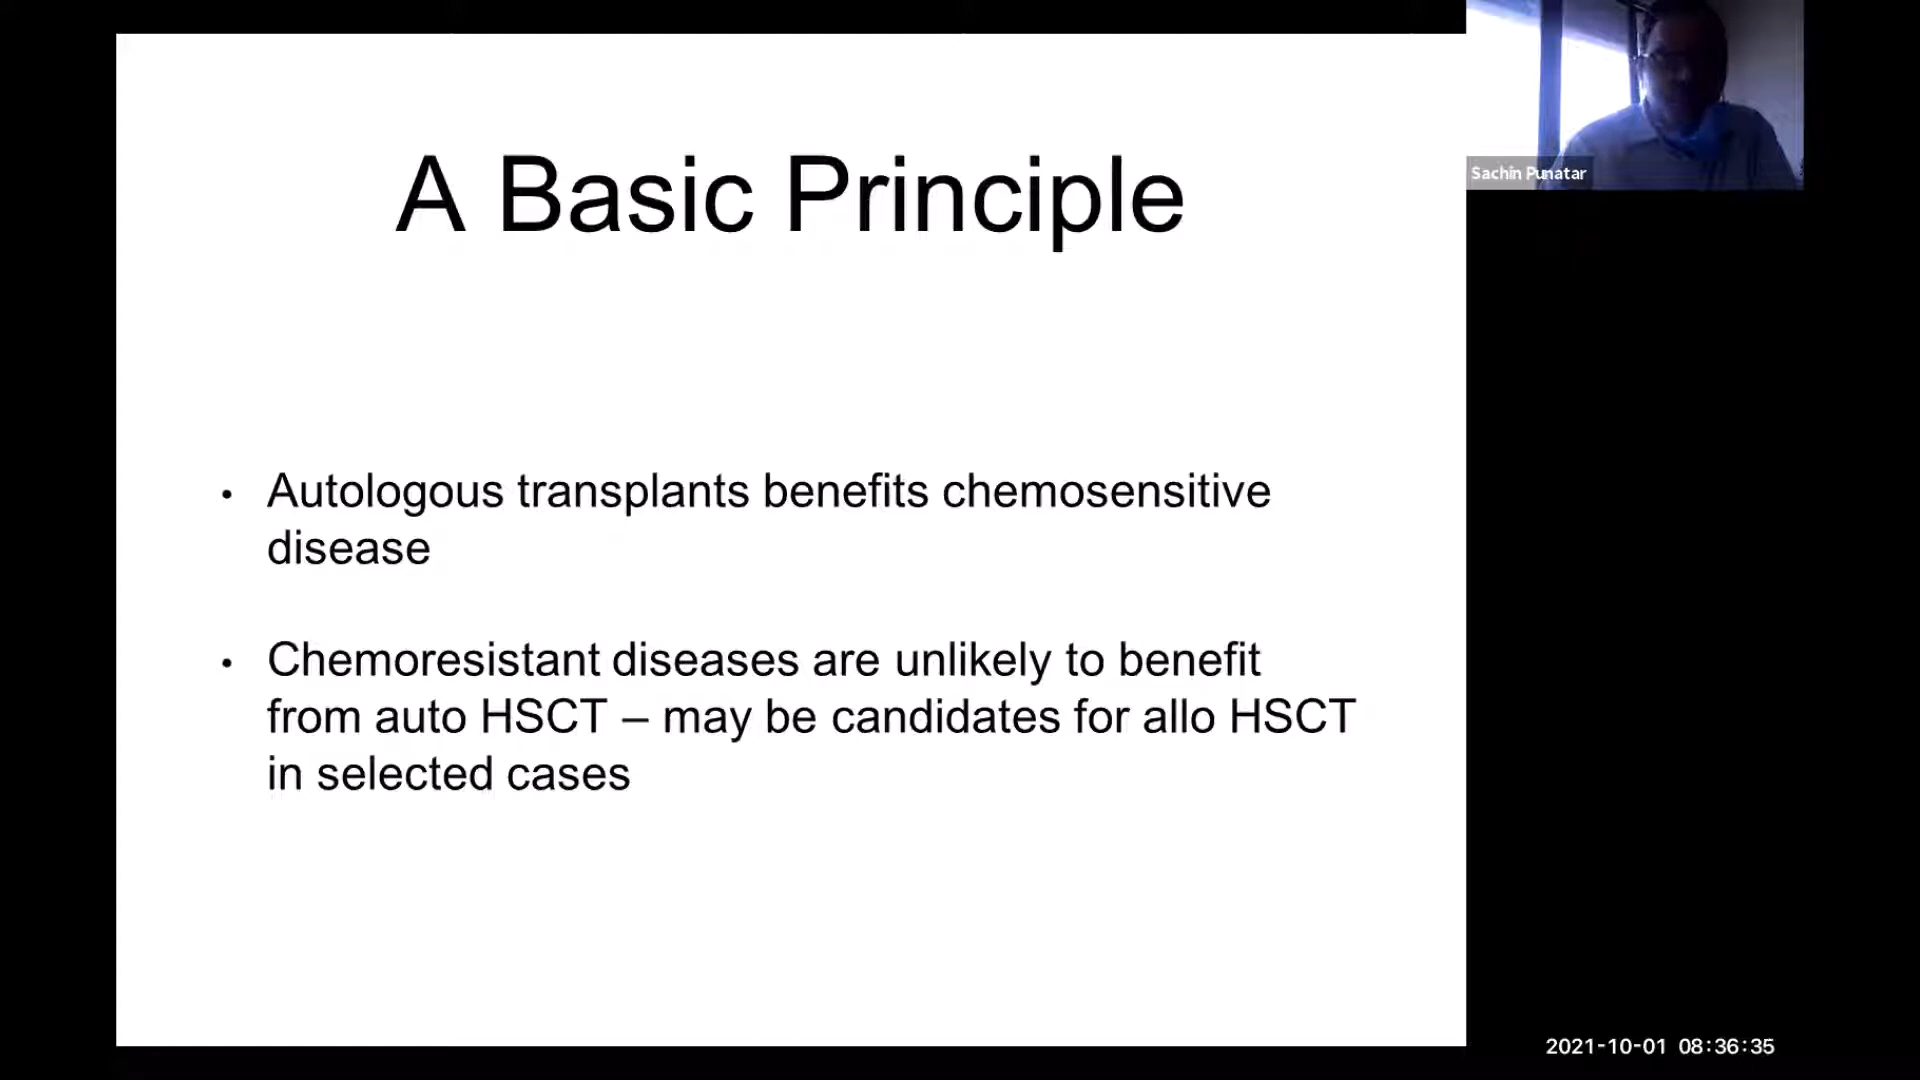 A Basic Principle
Sachin Punatar
• Autologous transplants benefits chemosensitive
disease
• Chemoresistant diseases are unlikely to benefit
from auto HSCT – may be candidates for allo HSCT
in selected cases
2021-10-01 08:36:35